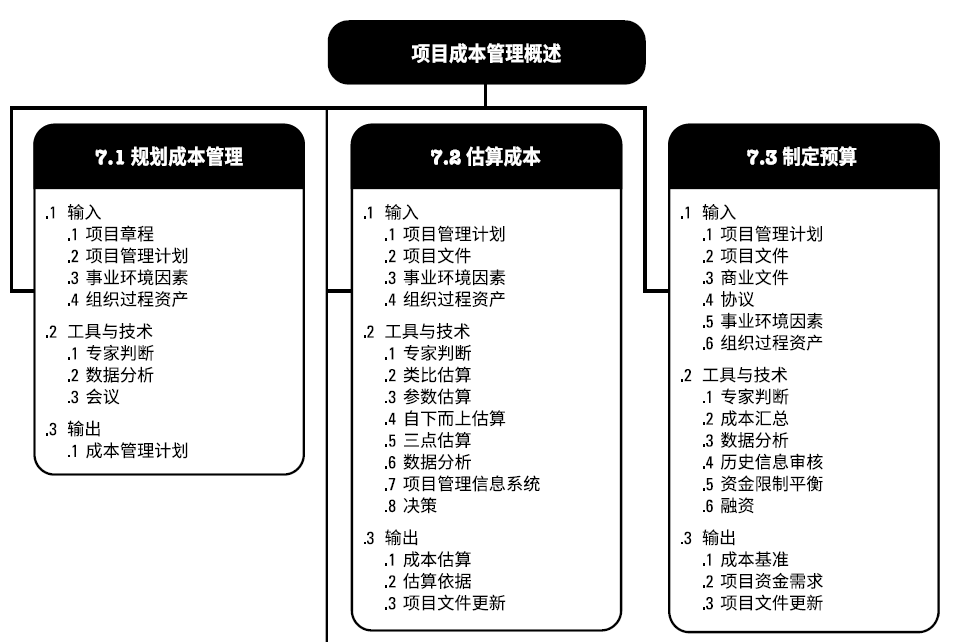 项目成本管理概述
7.1 规划成本管理
.1 输入
.1 项目章程
.2 项目管理计划
.3 事业环境因素
.4 组织过程资产
.2 工具与技术
.1 专家判断
.2 数据分析
.3 会议
.3 输出
.1 成本管理计划
7.2 估算成本
.1 输入
.1 项目管理计划
.2 项目文件
.3 事业环境因素
.4 组织过程资产
.2 工具与技术
.1 专家判断
.2 类比估算
.3 参数估算
.4 自下而上估算
.5 三点估算
.6 数据分析
.7 项目管理信息系统
.8 决策
.3 输出
.1 成本估算
.2 估算依据
.3 项目文件更新
7.3 制定预算
.1 输入
.1 项目管理计划
.2 项目文件
.3 商业文件
.4 协议
.5 事业环境因素
.6 组织过程资产
.2 工具与技术
.1 专家判断
.2 成本汇总
.3 数据分析
.4 历史信息审核
.5 资金限制平衡
.6 融资
.3 输出
.1 成本基准
.2 项目资金需求
.3 项目文件更新